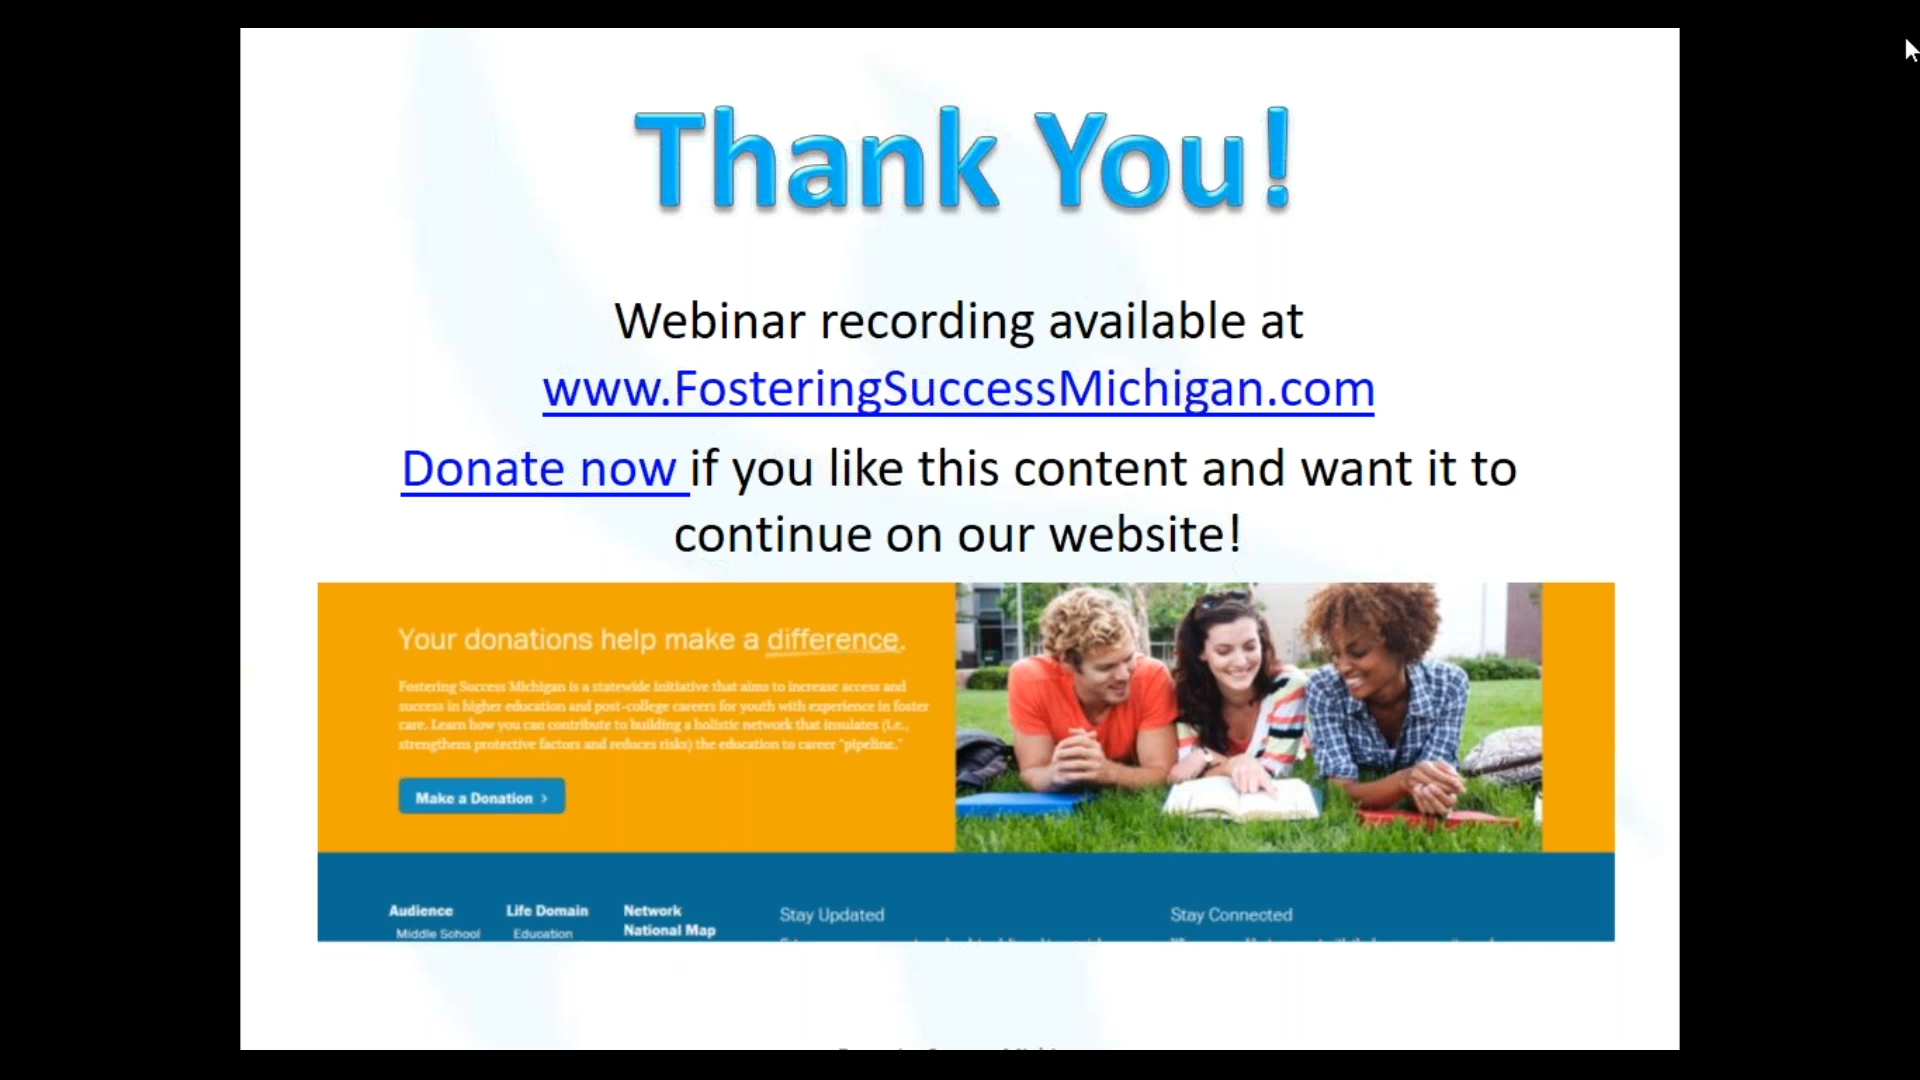 Thank You!
Webinar recording available at
www.FosteringSuccessMichigan.com
Donate now if you like this content and want it to
continue on our website!
Your donations help make a difference.
Fostering Success Michigan is a statewide initiative that aims to increase access and
success in higher education and post-college careers for youth with experience in foster
care. Learn how you can contribute to building a holistic network that insulates (i.e.,
strengthens protective factors and reduces risks) the education to career "pipeline."
Make a Donation >
Audience
Life Domain
Network
Stay Updated
Stay Connected
Middle School
Education
National Map